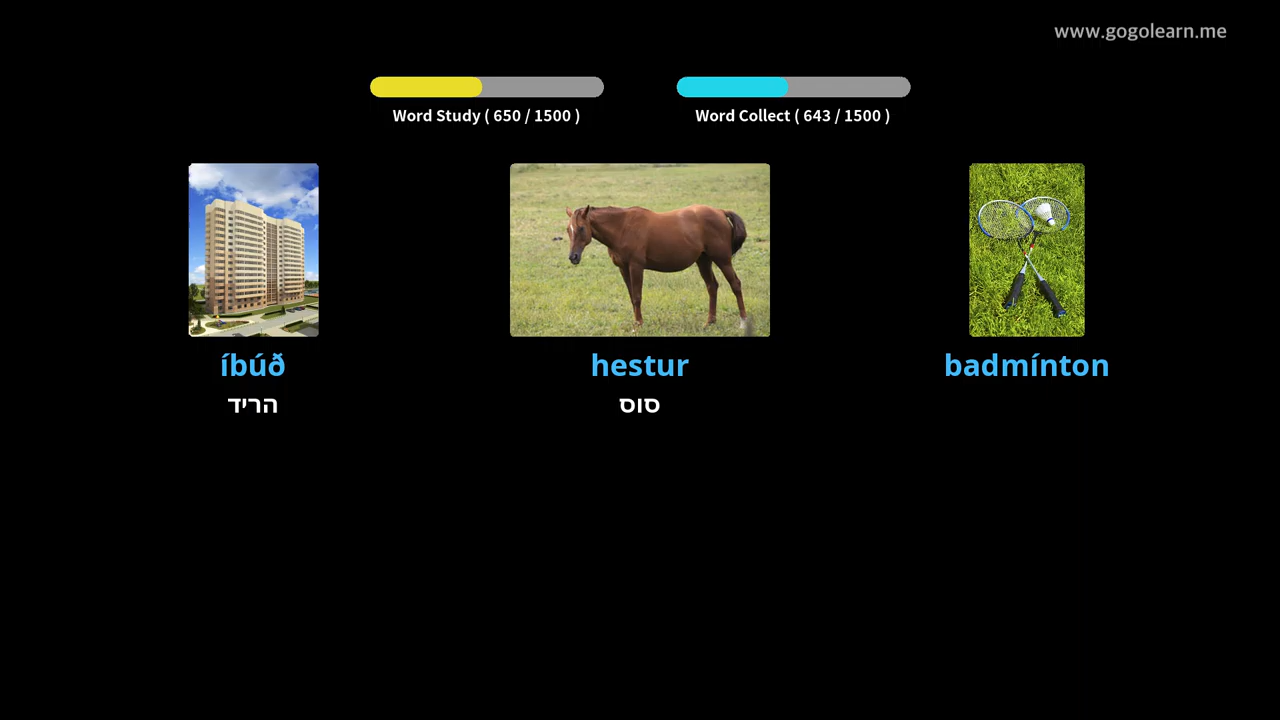 www.gogolearn.me
Word Study ( 650 / 1500 )
Word Collect ( 643 / 1500 )
íbúð
hestur
badmínton
הריד
סוס